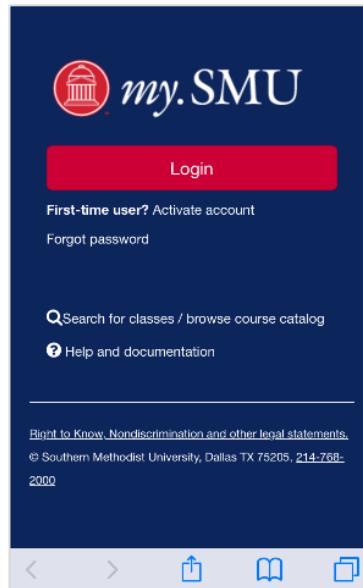 my.SMU
Login
First-time user? Activate account
Forgot password
Search for classes / browse course catalog
Help and documentation
Right to Know, Nondiscrimination and other legal statements.
© Southern Methodist University, Dallas TX 75205, 214-768-
2000